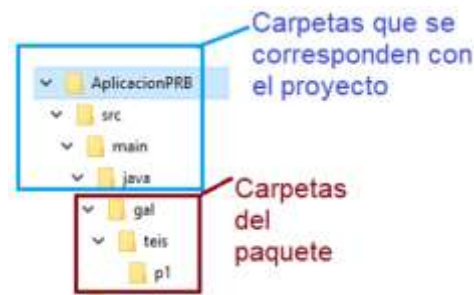 Carpetas que se
corresponden con
el proyecto
AplicacionPRB
src
main
java
gal
teis
p1
Carpetas
del
paquete